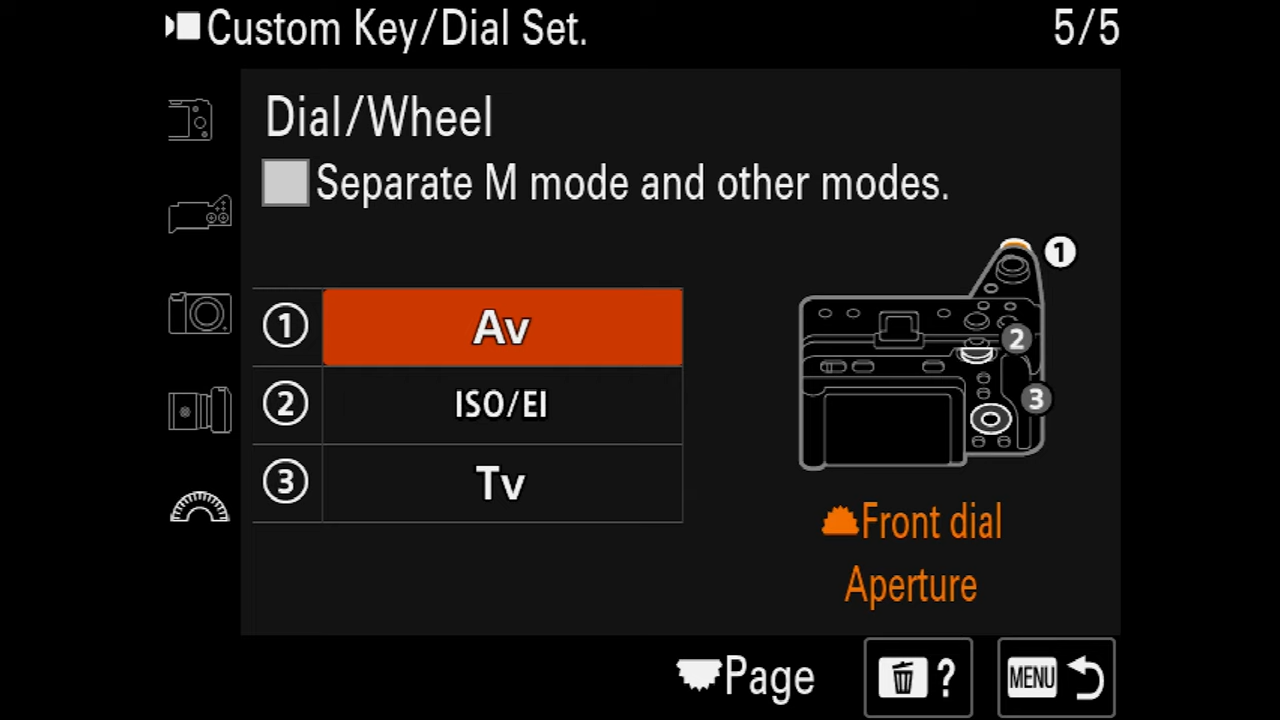 Custom Key/Dial Set. 5/5
Dial/Wheel
Separate M mode and other modes.
1 Av
2 ISO/EI
3 Tv
1
2
3
Front dial
Aperture
Page ? MENU